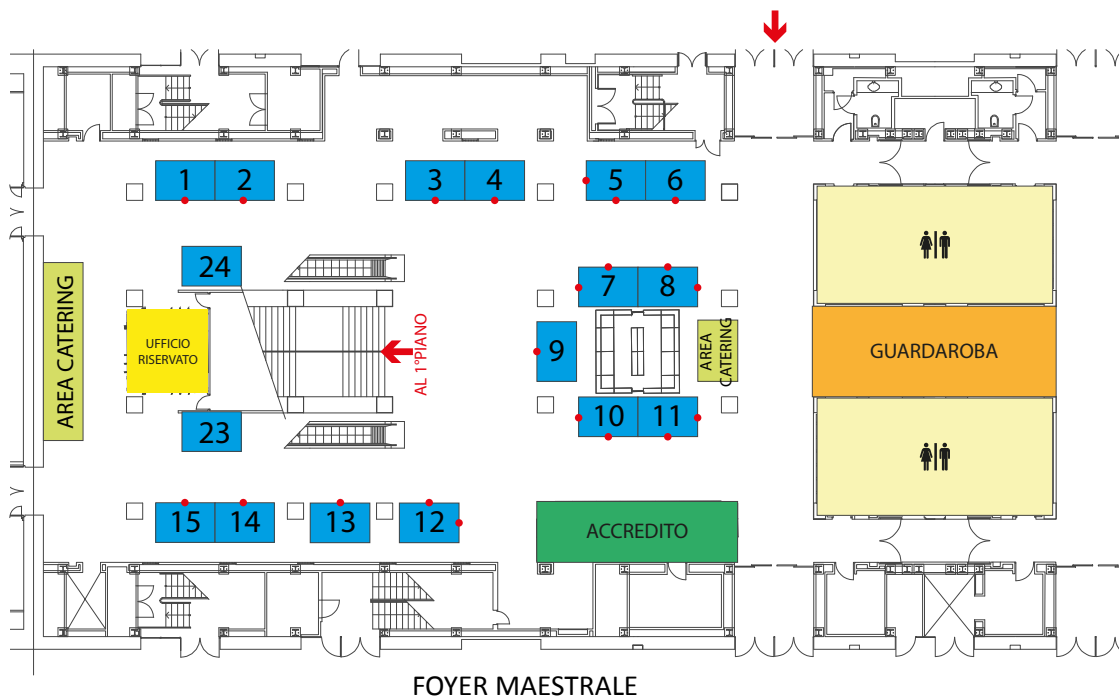 1 2 3 4 5 6
24
7 8
AREA CATERING
UFFICIO
RISERVATO
AL 1°PIANO
9
AREA
CATERING
GUARDAROBA
23
10 11
15 14 13 12
ACCREDITO
FOYER MAESTRALE